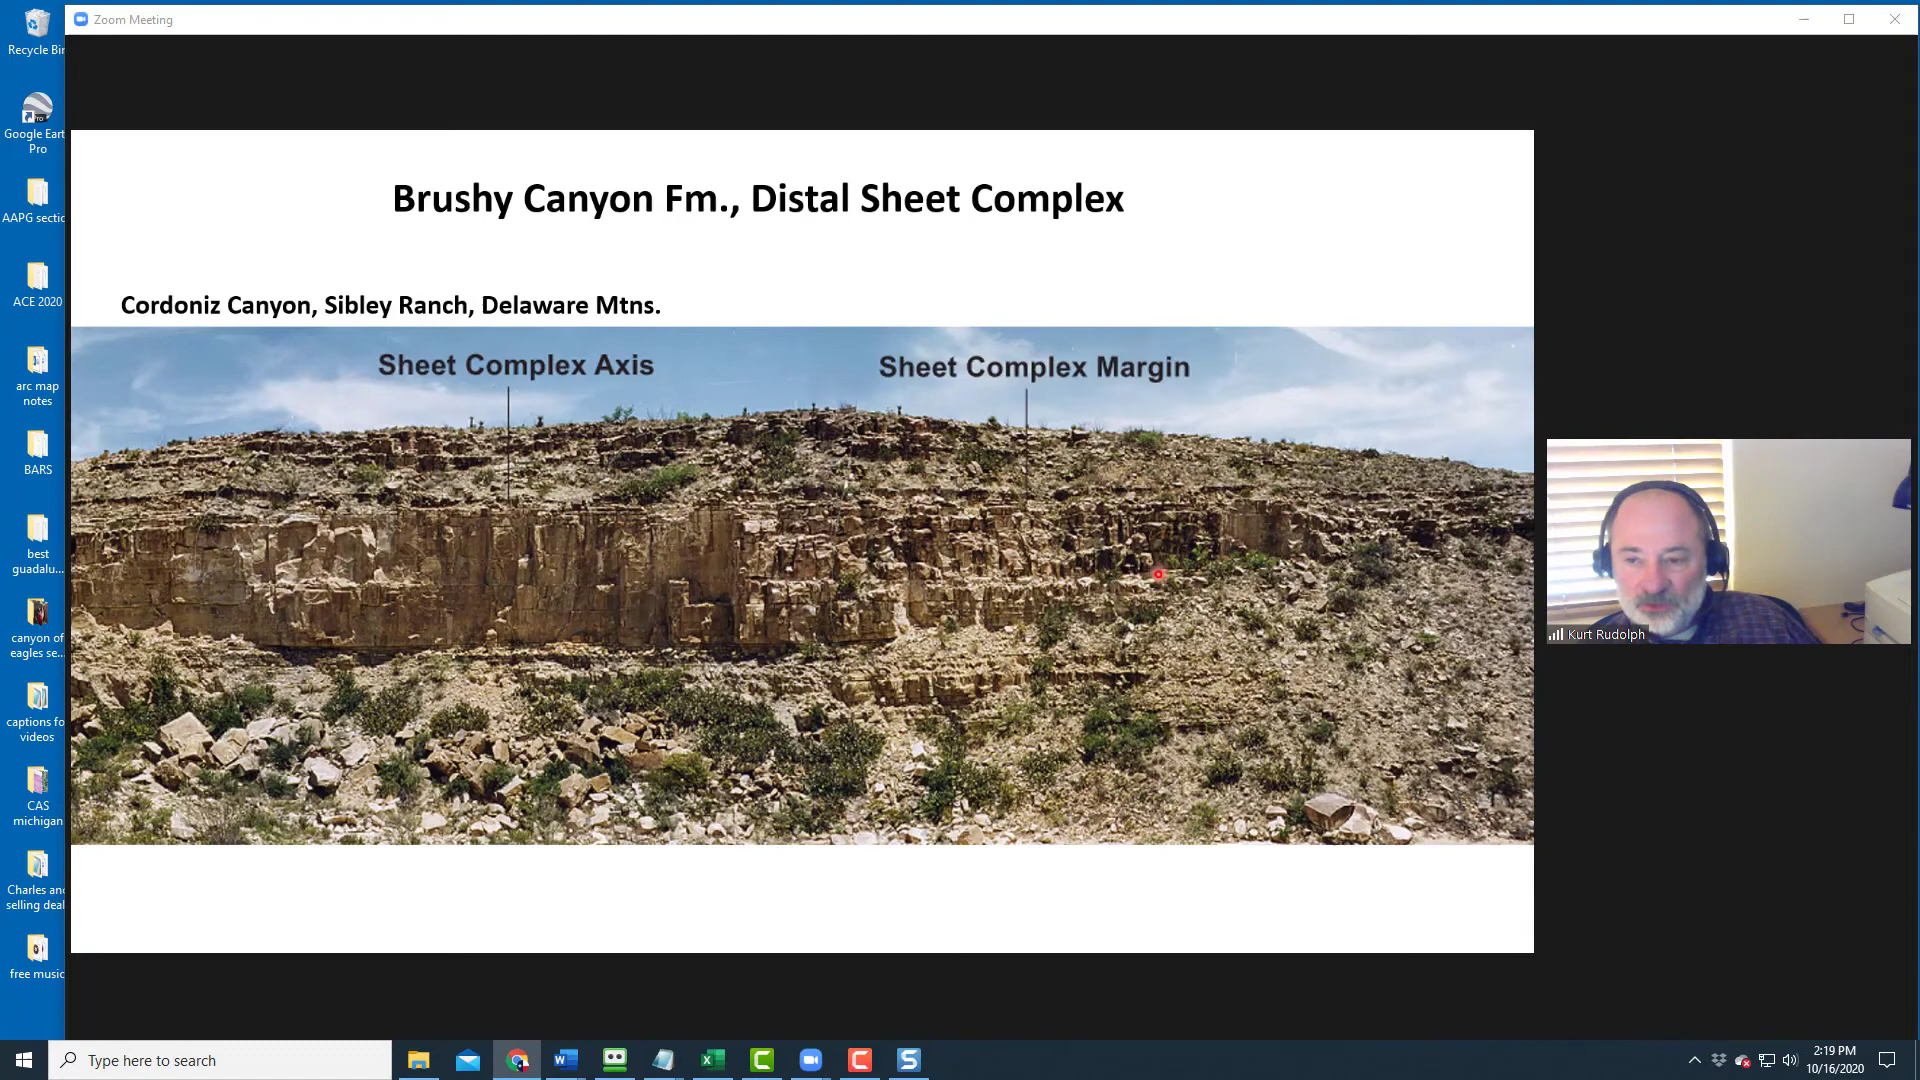 Zoom Meeting
Recycle Bin
Google Eart
Pro
AAPG sectio
ACE 2020
arc map
notes
BARS
best
guadalu...
canyon of
eagles se...
captions fo
videos
CAS
michigan
Charles and
selling deal
free music
Brushy Canyon Fm., Distal Sheet Complex
Cordoniz Canyon, Sibley Ranch, Delaware Mtns.
Sheet Complex Axis
Sheet Complex Margin
Kurt Rudolph
Type here to search
2:19 PM
10/16/2020